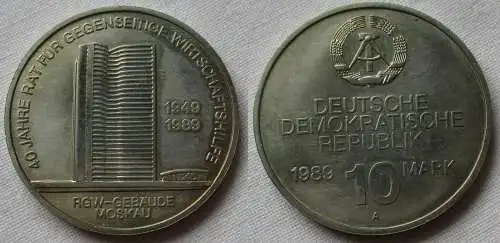 40 JAHRE RAT FÜR GEGENSEITIGE WIRTSCHAFTSHILFE
1949
1989
RGW-GEBÄUDE
MOSKAU
DEUTSCHE
DEMOKRATISCHE
REPUBLIK
1989 10 MARK
A